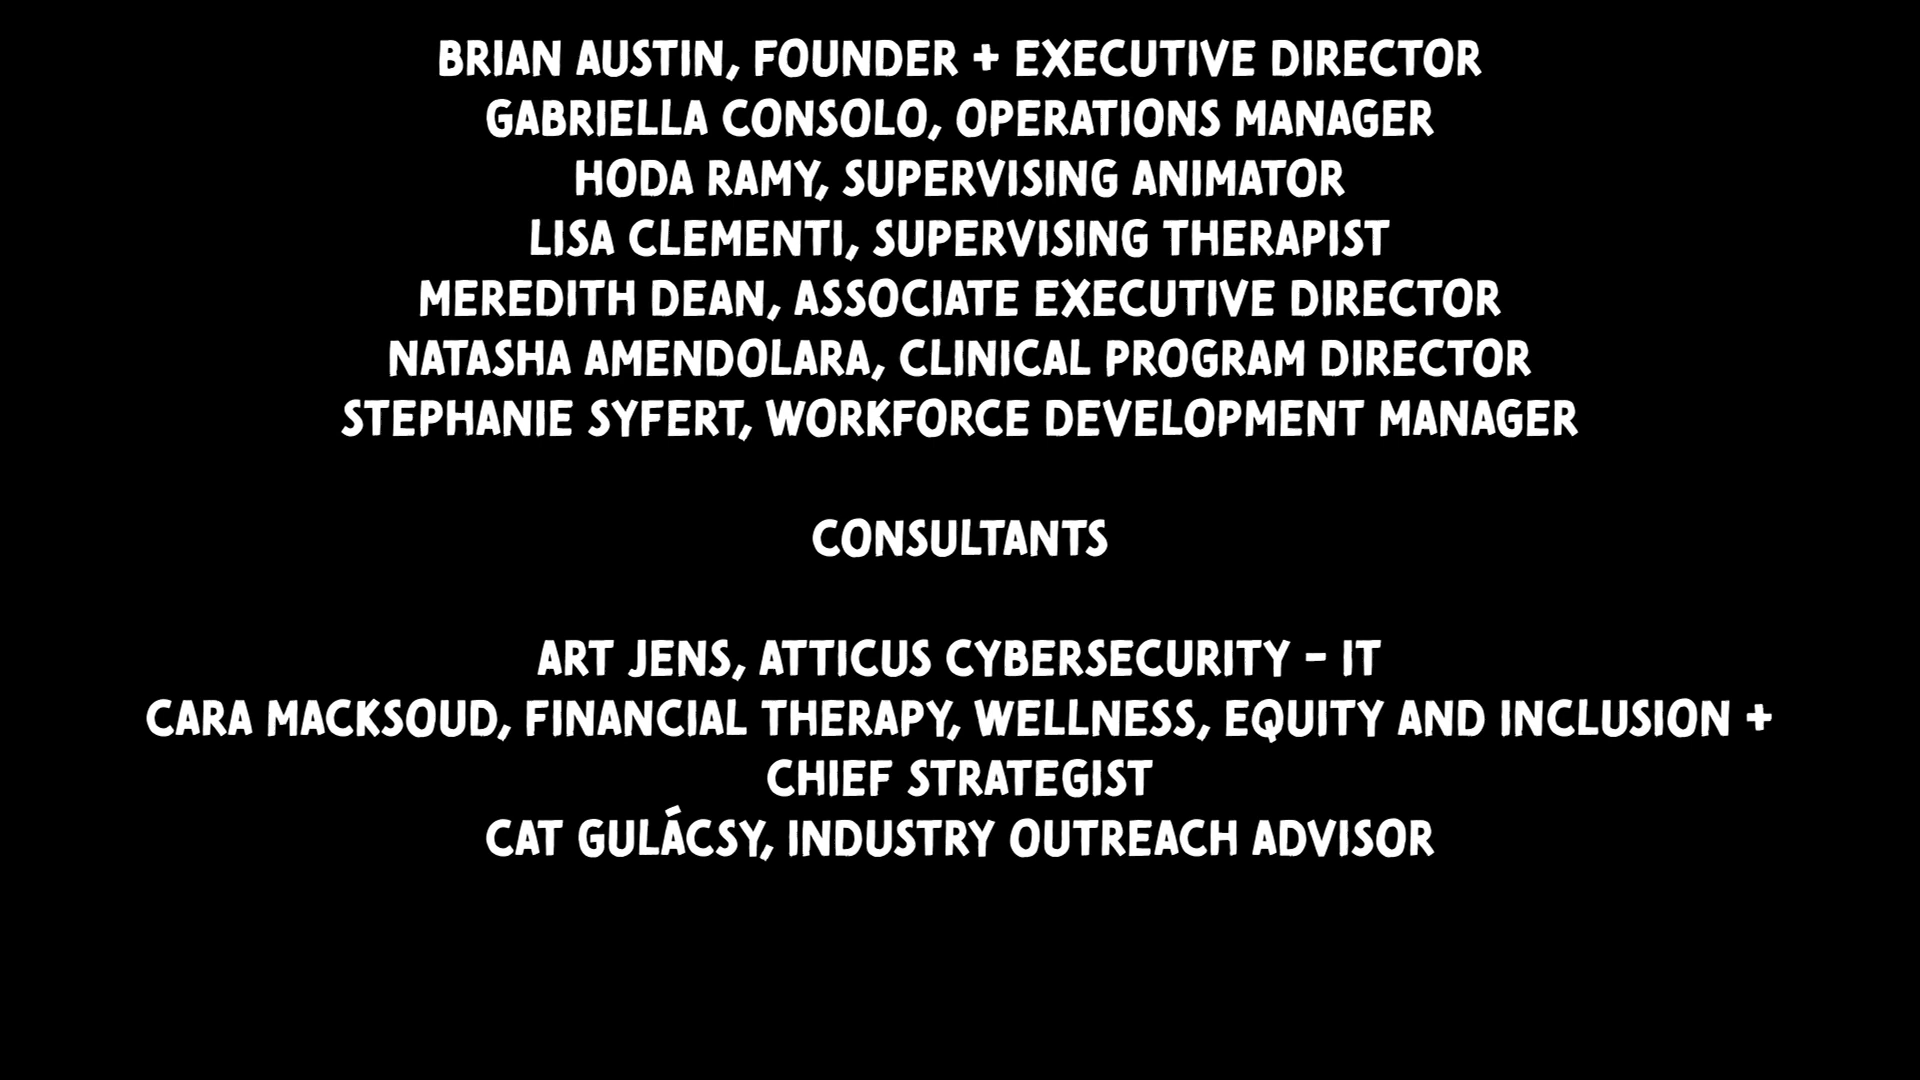 BRIAN AUSTIN, FOUNDER + EXECUTIVE DIRECTOR
GABRIELLA CONSOLO, OPERATIONS MANAGER
HODA RAMY, SUPERVISING ANIMATOR
LISA CLEMENTI, SUPERVISING THERAPIST
MEREDITH DEAN, ASSOCIATE EXECUTIVE DIRECTOR
NATASHA AMENDOLARA, CLINICAL PROGRAM DIRECTOR
STEPHANIE SYFERT, WORKFORCE DEVELOPMENT MANAGER
CONSULTANTS
ART JENS, ATTICUS CYBERSECURITY - IT
CARA MACKSOUD, FINANCIAL THERAPY, WELLNESS, EQUITY AND INCLUSION +
CHIEF STRATEGIST
CAT GULÁCSY, INDUSTRY OUTREACH ADVISOR